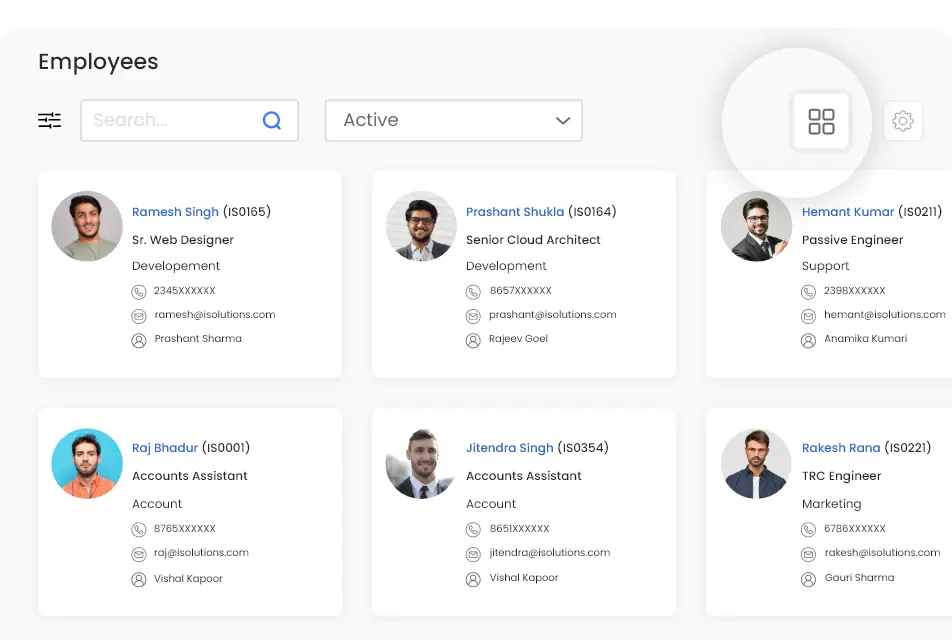 Employees
Search...
Active
Ramesh Singh (IS0165)
Sr. Web Designer
Developement
2345XXXXXX
ramesh@isolutions.com
Prashant Sharma
Prashant Shukla (IS0164)
Senior Cloud Architect
Development
8657XXXXXX
prashant@isolutions.com
Rajeev Goel
Hemant Kumar (IS0211)
Passive Engineer
Support
2398XXXXXX
hemant@isolutions.com
Anamika Kumari
Raj Bhadur (IS0001)
Accounts Assistant
Account
8765XXXXXX
raj@isolutions.com
Vishal Kapoor
Jitendra Singh (IS0354)
Accounts Assistant
Account
8651XXXXXX
jitendra@isolutions.com
Vishal Kapoor
Rakesh Rana (IS0221)
TRC Engineer
Marketing
6786XXXXXX
rakesh@isolutions.com
Gauri Sharma